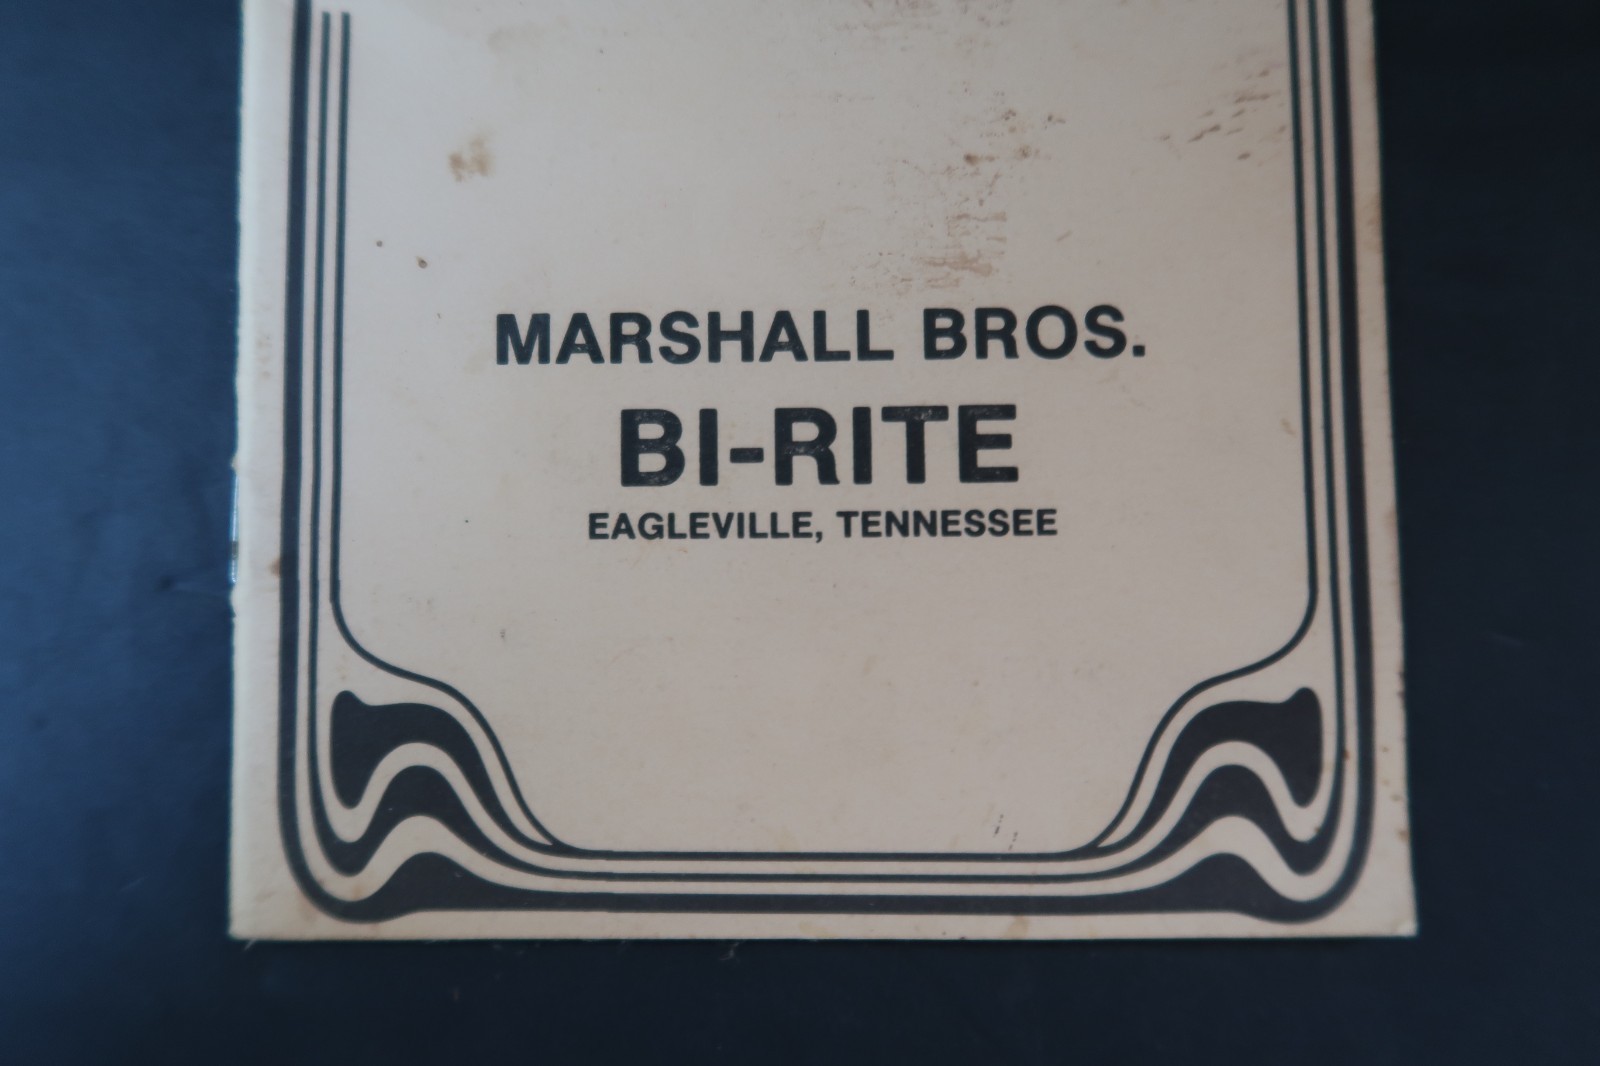 MARSHALL BROS.
BI-RITE
EAGLEVILLE, TENNESSEE